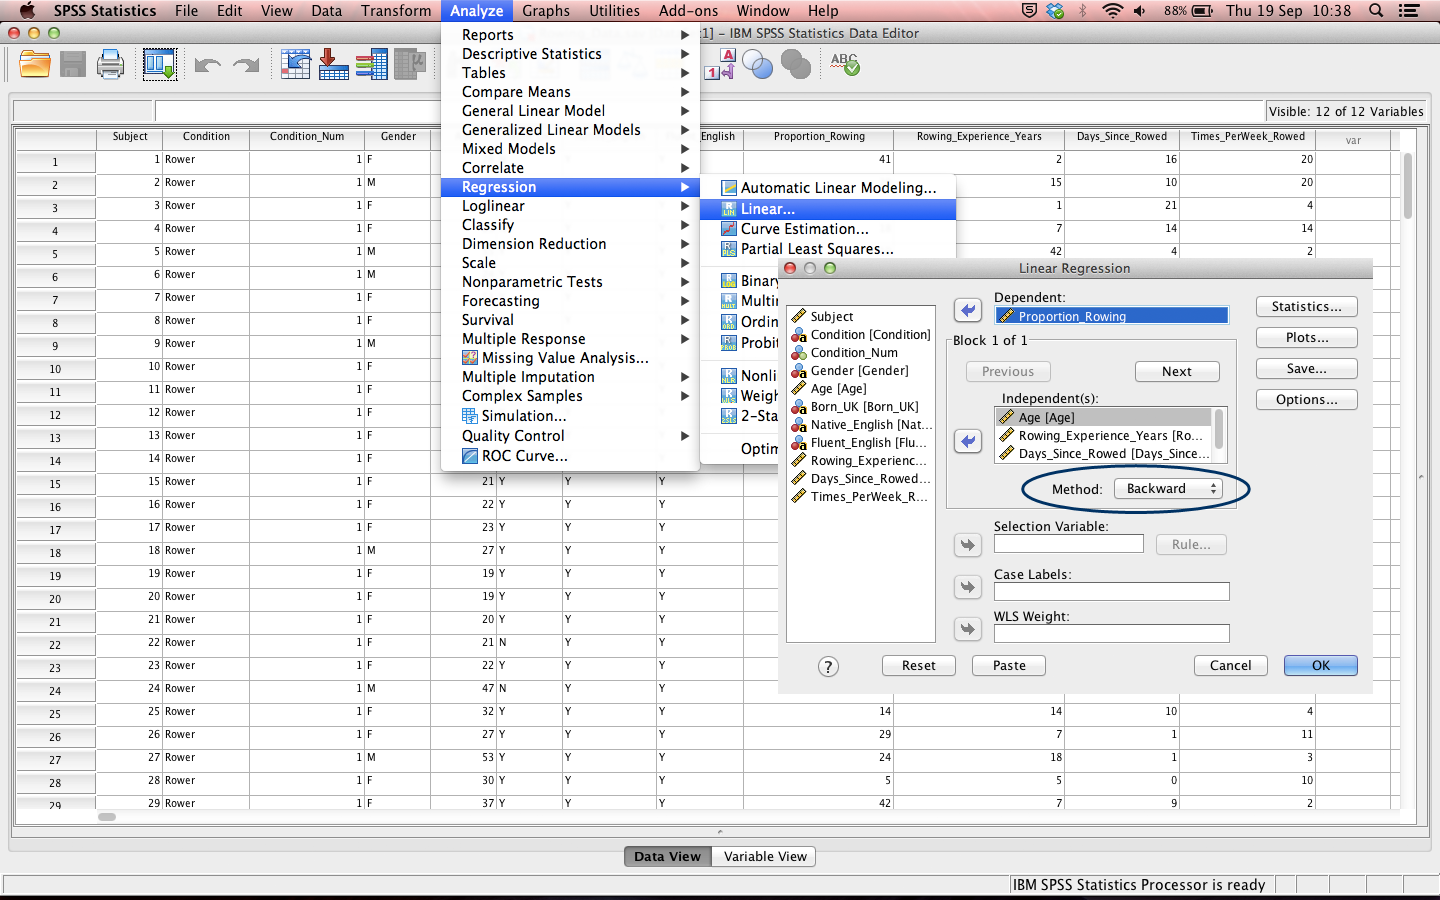 SPSS Statistics File Edit View Data Transform Analyze Graphs Utilities Add-ons Window Help 88% Thu 19 Sep 10:38
1] – IBM SPSS Statistics Data Editor
Reports
Descriptive Statistics
Tables
Compare Means
General Linear Model
Generalized Linear Models
Mixed Models
Correlate
Regression
Loglinear
Classify
Dimension Reduction
Scale
Nonparametric Tests
Forecasting
Survival
Multiple Response
Missing Value Analysis...
Multiple Imputation
Complex Samples
Simulation...
Quality Control
ROC Curve...
Automatic Linear Modeling...
Linear...
Curve Estimation...
Partial Least Squares...
Binary
Ordin
Probit
Nonli
Weigh
2-Sta
Optim
Visible: 12 of 12 Variables
Subject Condition Condition_Num Gender _English Proportion_Rowing Rowing_Experience_Years Days_Since_Rowed Times_PerWeek_Rowed var
1 1 Rower 1 F 41 2 16 20
2 2 Rower 1 M 15 10 20
3 3 Rower 1 F 1 21 4
4 4 Rower 1 F 7 14 14
5 5 Rower 1 M 42 4 2
6 6 Rower 1 M
7 7 Rower 1 F
8 8 Rower 1 F
9 9 Rower 1 M
10 10 Rower 1 F
11 11 Rower 1 F
12 12 Rower 1 F
13 13 Rower 1 F
14 14 Rower 1 F
15 15 Rower 1 F 21 Y Y Y
16 16 Rower 1 F 22 Y Y Y
17 17 Rower 1 F 23 Y Y Y
18 18 Rower 1 M 27 Y Y Y
19 19 Rower 1 F 19 Y Y Y
20 20 Rower 1 F 19 Y Y Y
21 21 Rower 1 F 20 Y Y Y
22 22 Rower 1 F 21 N Y Y
23 23 Rower 1 F 22 Y Y Y
24 24 Rower 1 M 47 N Y Y
25 25 Rower 1 F 32 Y Y Y 14 14 10 4
26 26 Rower 1 F 27 Y Y Y 29 7 1 11
27 27 Rower 1 M 53 Y Y Y 24 18 1 3
28 28 Rower 1 F 30 Y Y Y 5 5 0 10
29 29 Rower 1 F 37 Y Y Y 42 7 9 2
Linear Regression
Subject
Condition [Condition]
Condition_Num
Gender [Gender]
Age [Age]
Born_UK [Born_UK]
Native_English [Nat...
Fluent_English [Flu...
Rowing_Experienc...
Days_Since_Rowed...
Times_PerWeek_R...
Dependent:
Proportion_Rowing
Block 1 of 1
Previous Next
Independent(s):
Age [Age]
Rowing_Experience_Years [Ro...
Days_Since_Rowed [Days_Since...
Method: Backward
Selection Variable:
Rule...
Case Labels:
WLS Weight:
Statistics...
Plots...
Save...
Options...
? Reset Paste Cancel OK
Data View Variable View
IBM SPSS Statistics Processor is ready